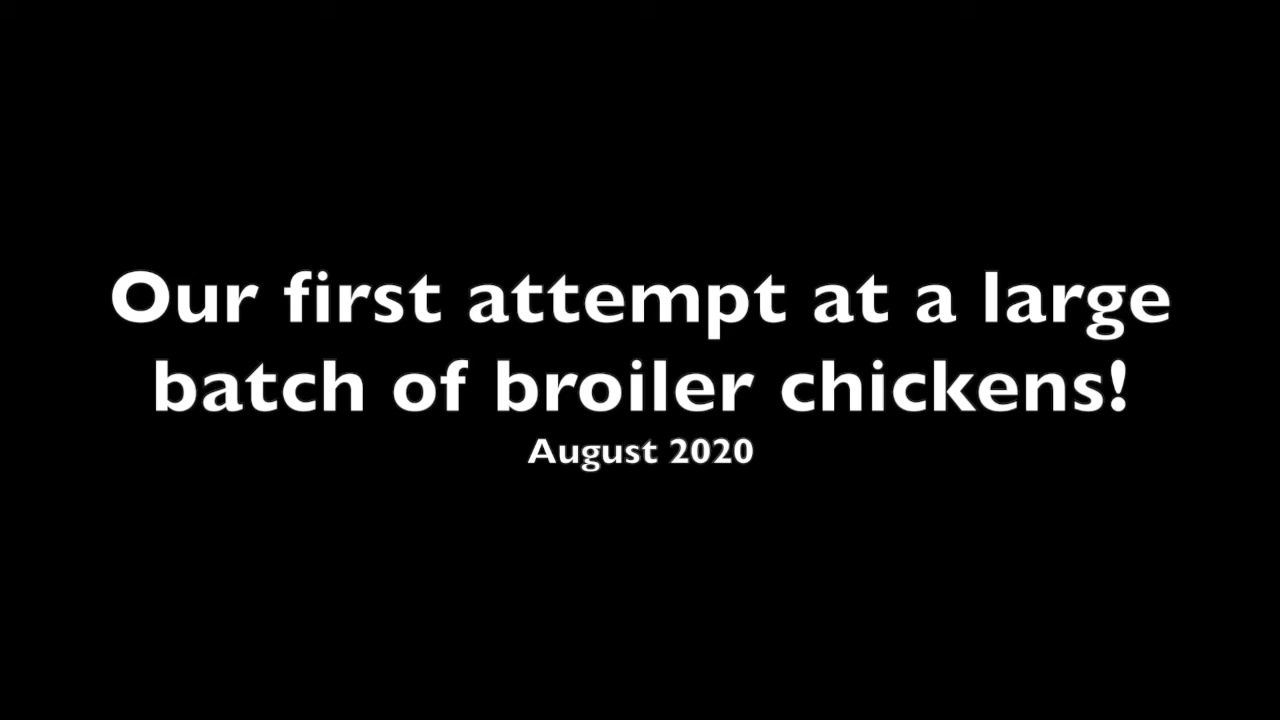 Our first attempt at a large
batch of broiler chickens!
August 2020